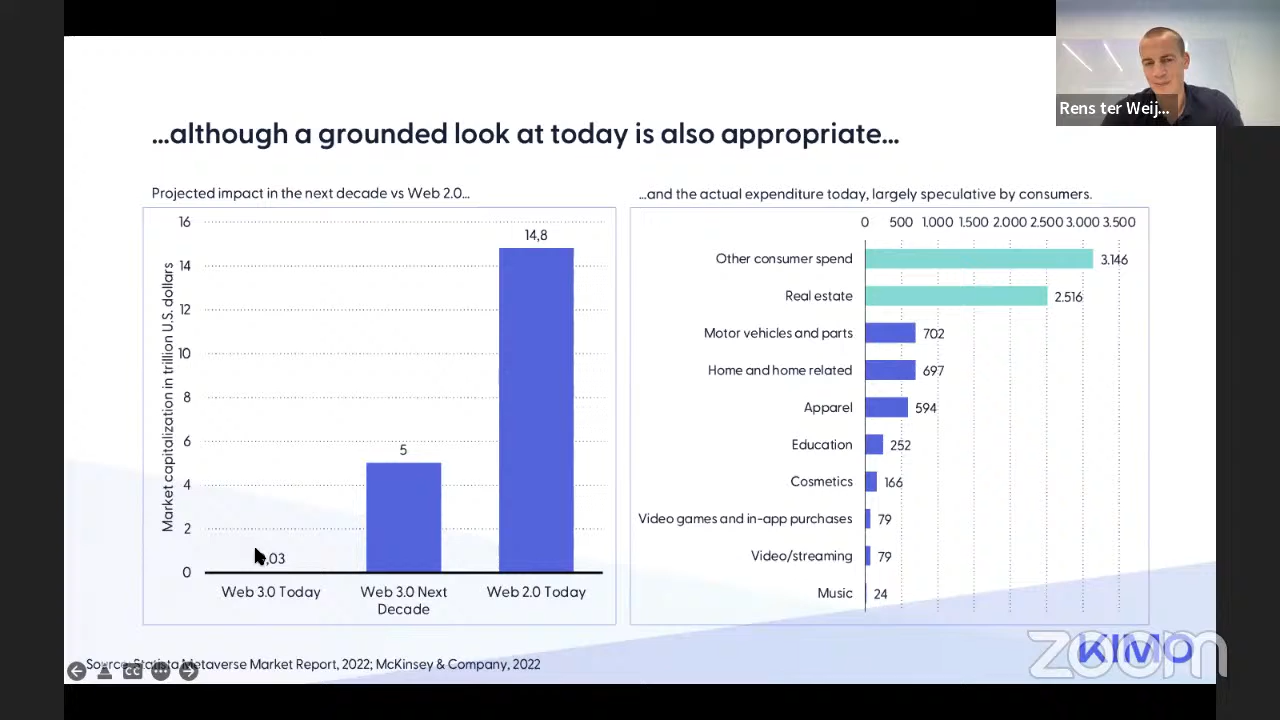 Rens ter Weij...
...although a grounded look at today is also appropriate...
Projected impact in the next decade vs Web 2.0...
Market capitalization in trillion U.S. dollars
16
14
12
10
8
6
4
2
0
14,8
5
,03
Web 3.0 Today
Web 3.0 Next
Decade
Web 2.0 Today
...and the actual expenditure today, largely speculative by consumers.
0 500 1.000 1.500 2.000 2.500 3.000 3.500
Other consumer spend 3.146
Real estate 2.516
Motor vehicles and parts 702
Home and home related 697
Apparel 594
Education 252
Cosmetics 166
Video games and in-app purchases 79
Video/streaming 79
Music 24
Source: Statista Metaverse Market Report, 2022; McKinsey & Company, 2022
CC
KIMO
zoom